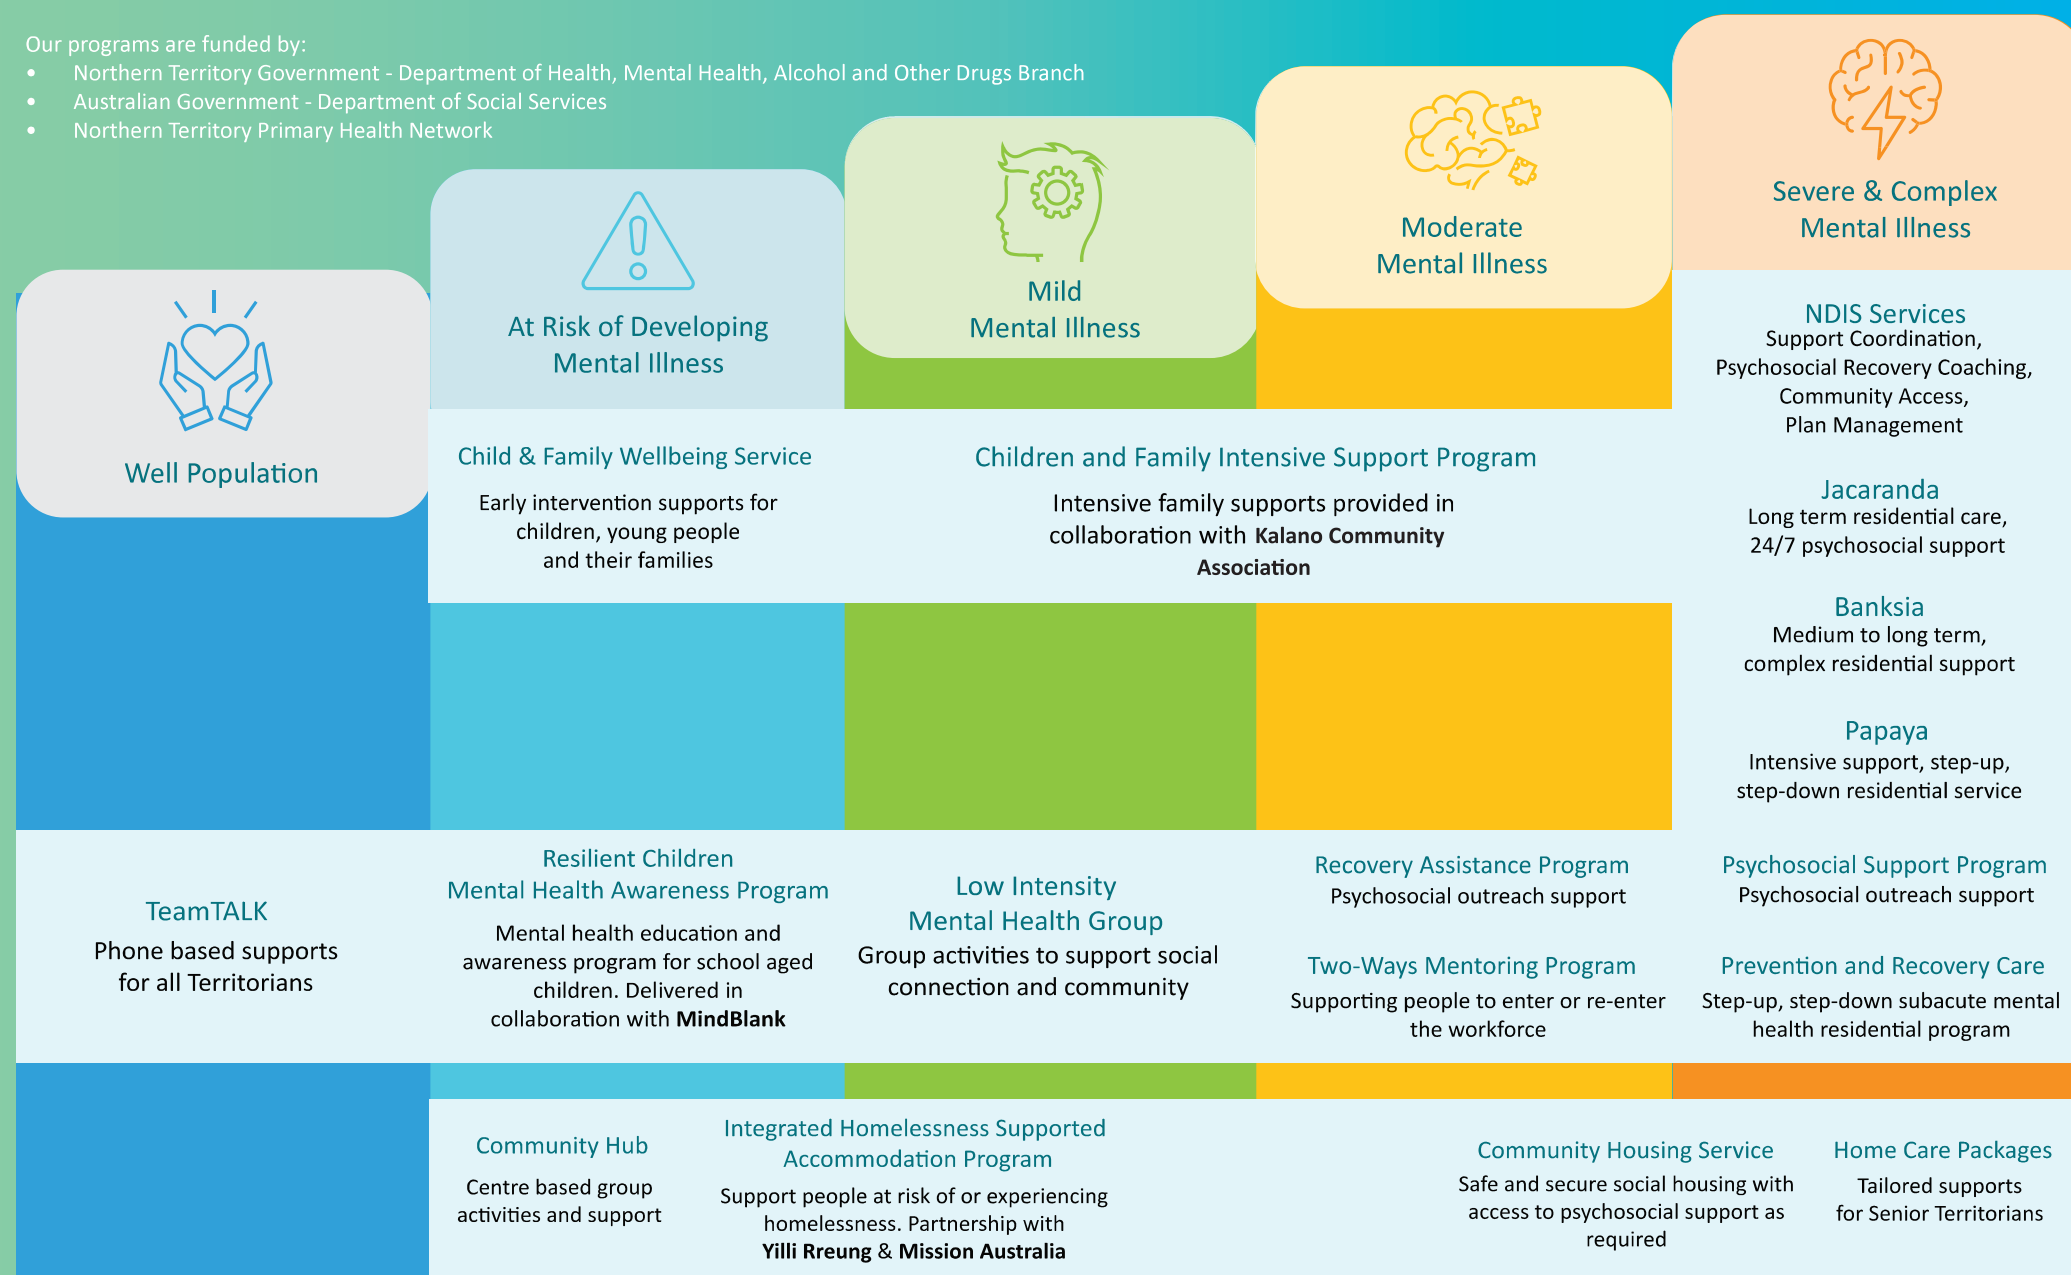 Our programs are funded by:
• Northern Territory Government - Department of Health, Mental Health, Alcohol and Other Drugs Branch
• Australian Government - Department of Social Services
• Northern Territory Primary Health Network
Well Population
At Risk of Developing
Mental Illness
Mild
Mental Illness
Moderate
Mental Illness
Severe & Complex
Mental Illness
Child & Family Wellbeing Service
Early intervention supports for
children, young people
and their families
Children and Family Intensive Support Program
Intensive family supports provided in
collaboration with Kalano Community
Association
NDIS Services
Support Coordination,
Psychosocial Recovery Coaching,
Community Access,
Plan Management
Jacaranda
Long term residential care,
24/7 psychosocial support
Banksia
Medium to long term,
complex residential support
Papaya
Intensive support, step-up,
step-down residential service
TeamTALK
Phone based supports
for all Territorians
Resilient Children
Mental Health Awareness Program
Mental health education and
awareness program for school aged
children. Delivered in
collaboration with MindBlank
Low Intensity
Mental Health Group
Group activities to support social
connection and community
Recovery Assistance Program
Psychosocial outreach support
Two-Ways Mentoring Program
Supporting people to enter or re-enter
the workforce
Psychosocial Support Program
Psychosocial outreach support
Prevention and Recovery Care
Step-up, step-down subacute mental
health residential program
Community Hub
Centre based group
activities and support
Integrated Homelessness Supported
Accommodation Program
Support people at risk of or experiencing
homelessness. Partnership with
Yilli Rreung & Mission Australia
Community Housing Service
Safe and secure social housing with
access to psychosocial support as
required
Home Care Packages
Tailored supports
for Senior Territorians